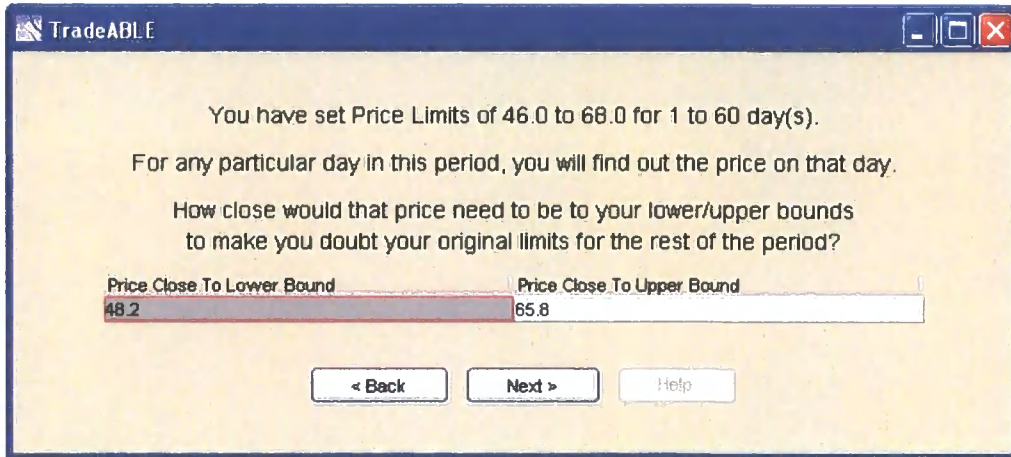 TradeABLE
You have set Price Limits of 46.0 to 68.0 for 1 to 60 day(s).
For any particular day in this period, you will find out the price on that day.
How close would that price need to be to your lower/upper bounds
to make you doubt your original limits for the rest of the period?
Price Close To Lower Bound Price Close To Upper Bound
48.2 65.8
« Back Next » Help